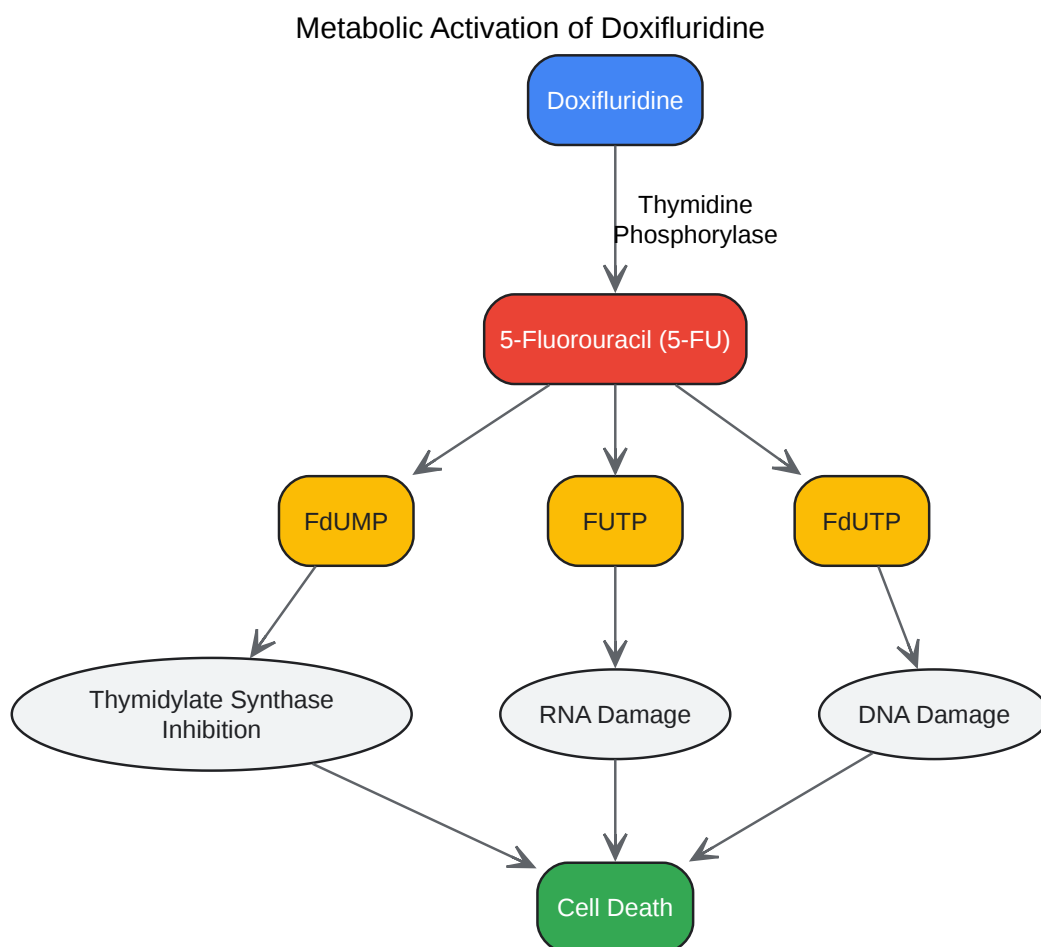 Metabolic Activation of Doxifluridine
Doxifluridine
Thymidine
Phosphorylase
5-Fluorouracil (5-FU)
FdUMP
FUTP
FdUTP
Thymidylate Synthase
Inhibition
RNA Damage
DNA Damage
Cell Death